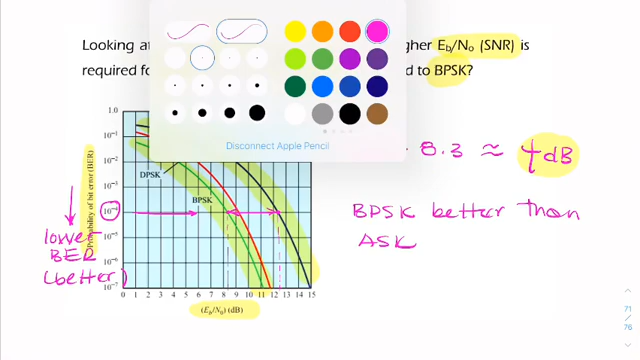 Looking at
gher Eb/N0 (SNR) is
required fo
d to BPSK?
Disconnect Apple Pencil
1.0
10-1
10-2
10-3
10-4
10-5
10-6
10-7
Probability of bit error (BER)
DPSK
BPSK
0 1 2 3 4 5 6 7 8 9 10 11 12 13 14 15
(Eb/N0) (dB)
lower
BER
(better)
- 8.3 ≈ 4 dB
BPSK better than
ASK
71
/
76